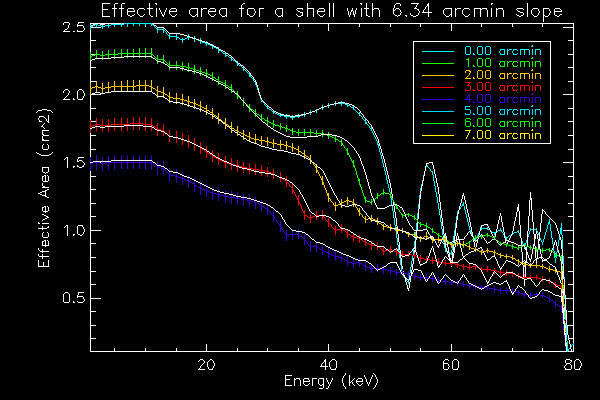 Effective area for a shell with 6.34 arcmin slope
2.5
2.0
1.5
1.0
0.5
Effective Area (cm^2)
0.00 arcmin
1.00 arcmin
2.00 arcmin
3.00 arcmin
4.00 arcmin
5.00 arcmin
6.00 arcmin
7.00 arcmin
20 40 60 80
Energy (keV)